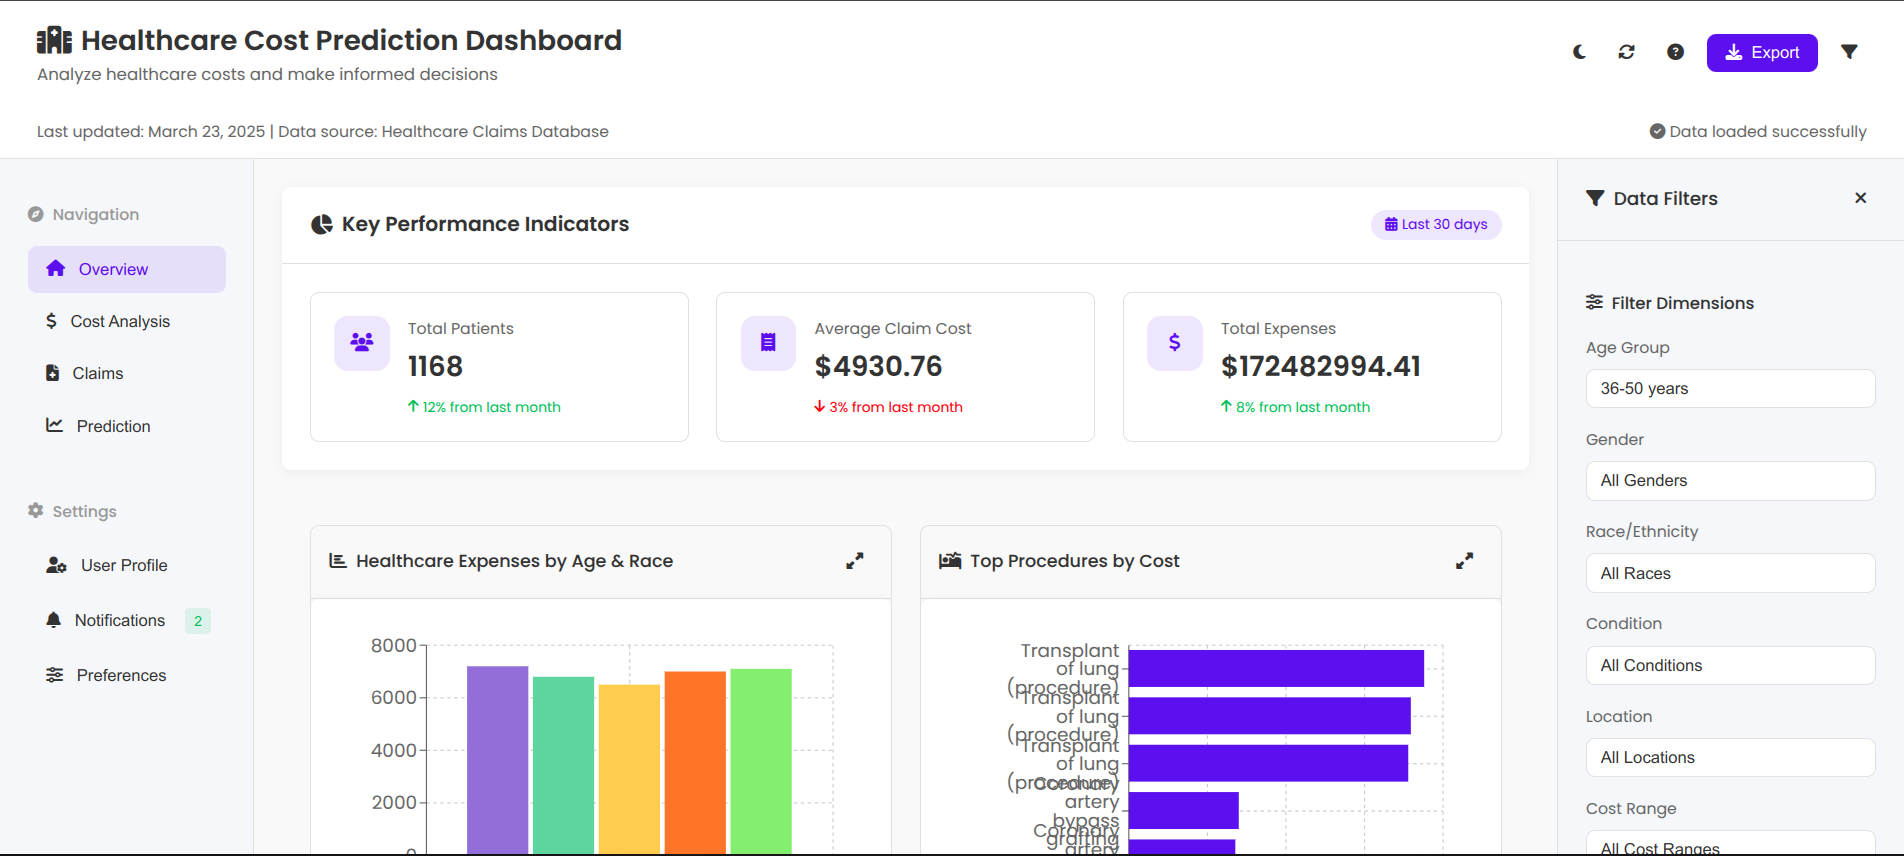 Healthcare Cost Prediction Dashboard
Analyze healthcare costs and make informed decisions
Export
Last updated: March 23, 2025 | Data source: Healthcare Claims Database
Data loaded successfully
Navigation
Overview
Cost Analysis
Claims
Prediction
Settings
User Profile
Notifications 2
Preferences
Key Performance Indicators
Last 30 days
Total Patients
1168
12% from last month
Average Claim Cost
$4930.76
3% from last month
Total Expenses
$172482994.41
8% from last month
Healthcare Expenses by Age & Race
8000
6000
4000
2000
0
Top Procedures by Cost
Transplant
of lung
(procedure)
Transplant
of lung
(procedure)
Transplant
of lung
(procedure)
Coronary
artery
bypass
grafting
Coronary
artery
Data Filters
Filter Dimensions
Age Group
36-50 years
Gender
All Genders
Race/Ethnicity
All Races
Condition
All Conditions
Location
All Locations
Cost Range
All Cost Ranges